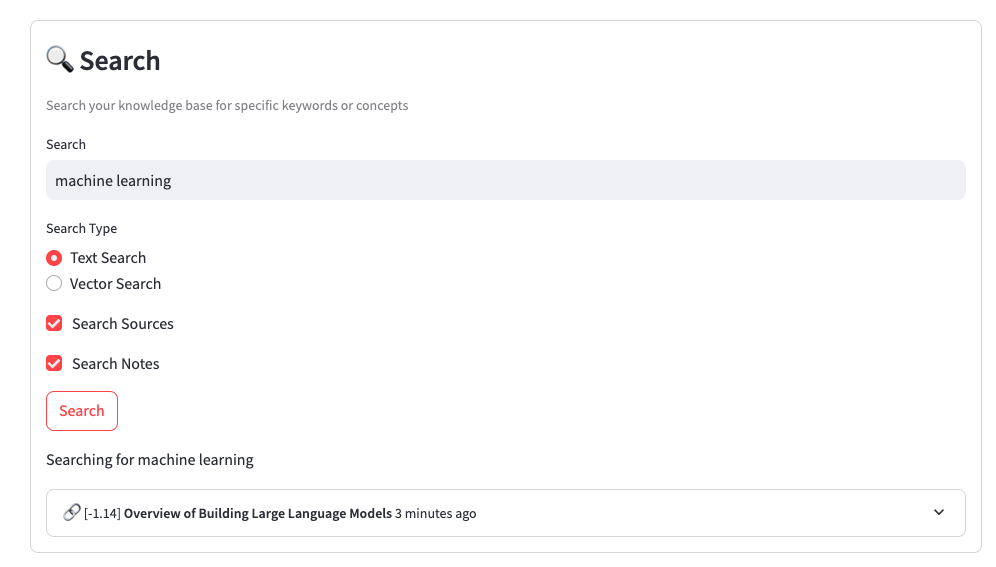 🔍 Search
Search your knowledge base for specific keywords or concepts
Search
machine learning
Search Type
Text Search
Vector Search
Search Sources
Search Notes
Search
Searching for machine learning
🔗 [-1.14] Overview of Building Large Language Models 3 minutes ago